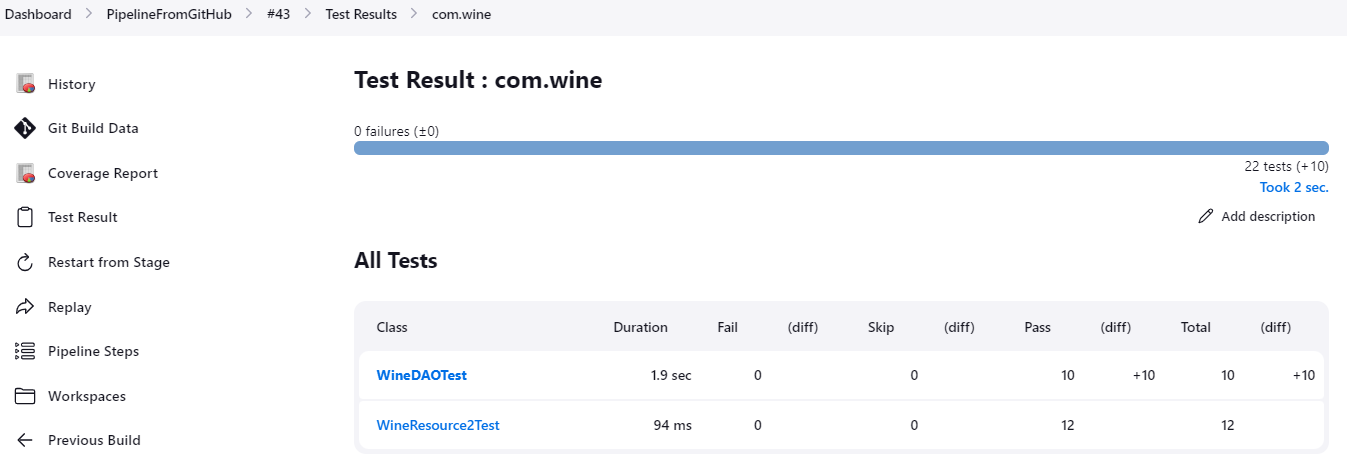 Dashboard > PipelineFromGitHub > #43 > Test Results > com.wine
History
Git Build Data
Coverage Report
Test Result
Restart from Stage
Replay
Pipeline Steps
Workspaces
Previous Build
Test Result : com.wine
0 failures (±0)
22 tests (+10)
Took 2 sec.
Add description
All Tests
Class Duration Fail (diff) Skip (diff) Pass (diff) Total (diff)
WineDAOTest 1.9 sec 0 0 10 +10 10 +10
WineResource2Test 94 ms 0 0 12 12